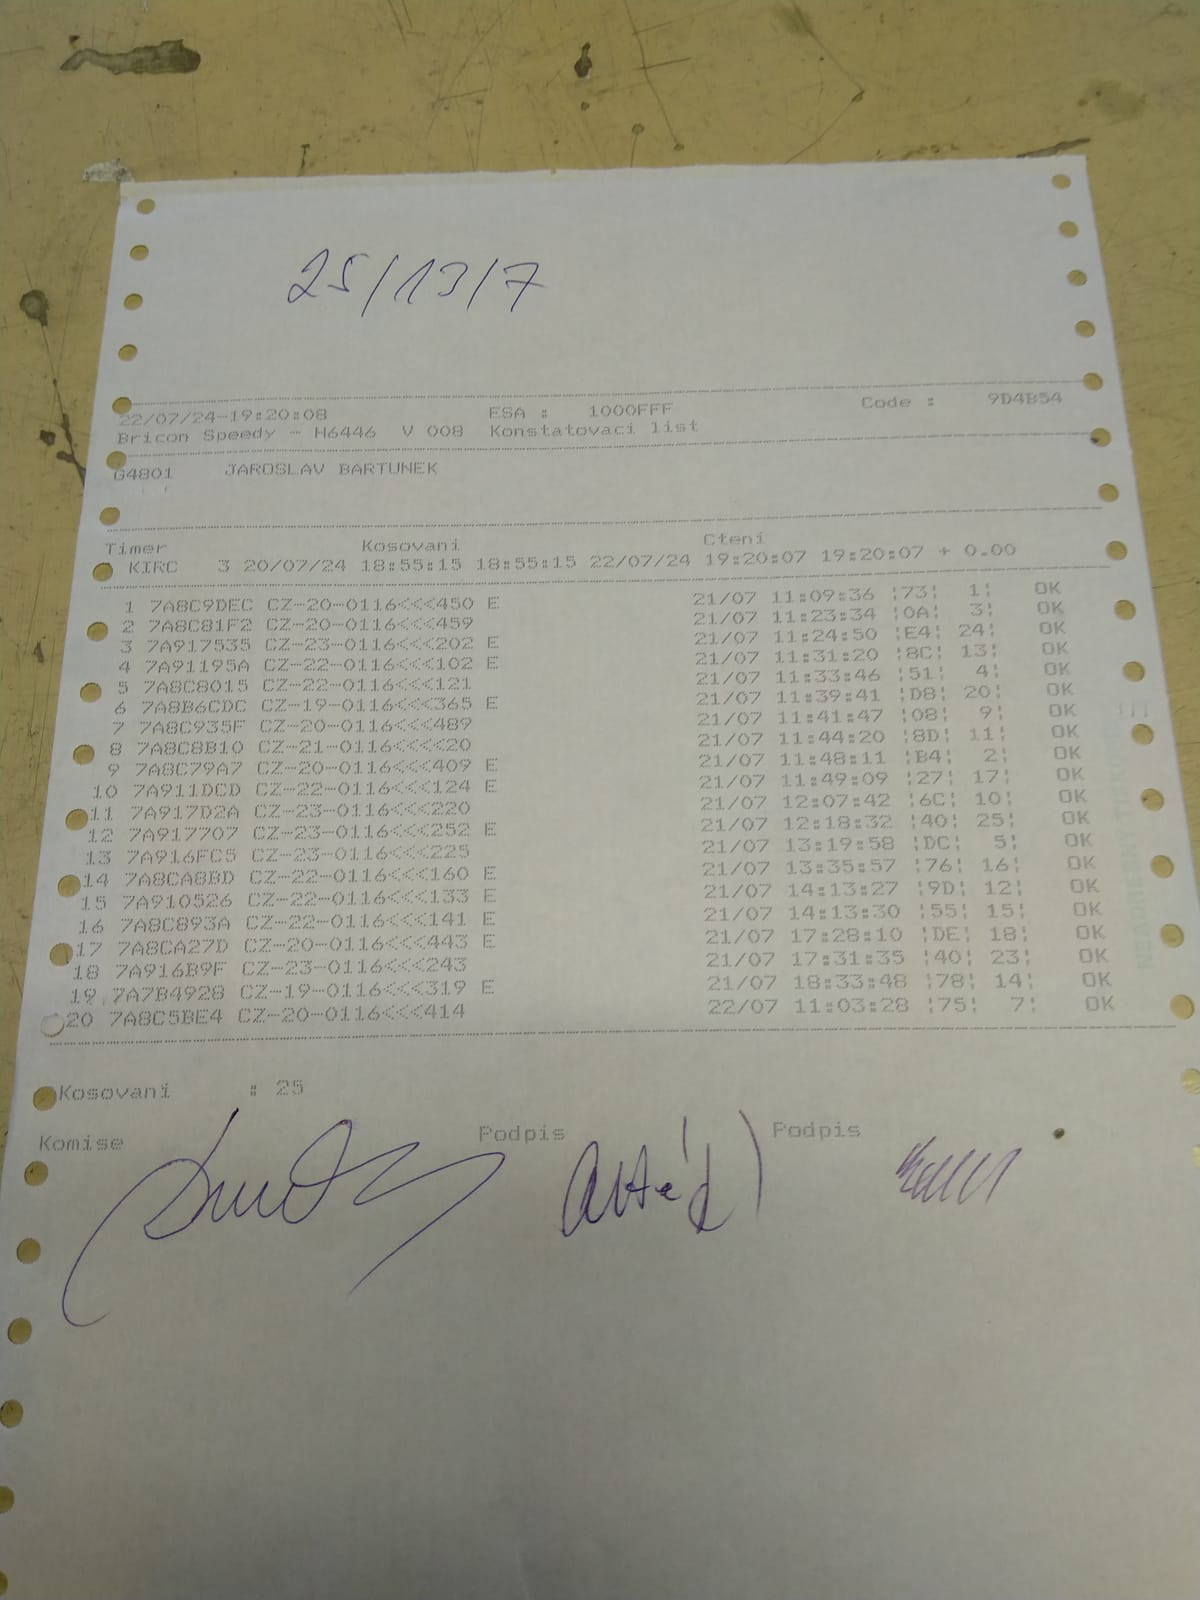 25/13/7
22/07/24-19:20:08 ESA : 1000FFF Code : 9D4B54
Bricon Speedy - H6446 V 008 Konstatovaci list
G4801 JAROSLAV BARTUNEK
Timer Kosovani Cteni
KIRC 3 20/07/24 18:55:15 18:55:15 22/07/24 19:20:07 19:20:07 + 0.00
1 7A8C9DEC CZ-20-0116<<<450 E 21/07 11:09:36 ¦73¦ 1¦ OK
2 7A8C81F2 CZ-20-0116<<<459 21/07 11:23:34 ¦0A¦ 3¦ OK
3 7A917535 CZ-23-0116<<<202 E 21/07 11:24:50 ¦E4¦ 24¦ OK
4 7A91195A CZ-22-0116<<<102 E 21/07 11:31:20 ¦8C¦ 13¦ OK
5 7A8C8015 CZ-22-0116<<<121 21/07 11:33:46 ¦51¦ 4¦ OK
6 7A8B6CDC CZ-19-0116<<<365 E 21/07 11:39:41 ¦D8¦ 20¦ OK
7 7A8C935F CZ-20-0116<<<489 21/07 11:41:47 ¦08¦ 9¦ OK
8 7A8C8B10 CZ-21-0116<<<<20 21/07 11:44:20 ¦8D¦ 11¦ OK
9 7A8C79A7 CZ-20-0116<<<409 E 21/07 11:48:11 ¦B4¦ 2¦ OK
10 7A911DCD CZ-22-0116<<<124 E 21/07 11:49:09 ¦27¦ 17¦ OK
11 7A917D2A CZ-23-0116<<<220 21/07 12:07:42 ¦6C¦ 10¦ OK
12 7A917707 CZ-23-0116<<<252 E 21/07 12:18:32 ¦40¦ 25¦ OK
13 7A916FC5 CZ-23-0116<<<225 21/07 13:19:58 ¦DC¦ 5¦ OK
14 7A8CA8BD CZ-22-0116<<<160 E 21/07 13:35:57 ¦76¦ 16¦ OK
15 7A910526 CZ-22-0116<<<133 E 21/07 14:13:27 ¦9D¦ 12¦ OK
16 7A8C893A CZ-22-0116<<<141 E 21/07 14:13:30 ¦55¦ 15¦ OK
17 7A8CA27D CZ-20-0116<<<443 E 21/07 17:28:10 ¦DE¦ 18¦ OK
18 7A916B9F CZ-23-0116<<<243 21/07 17:31:35 ¦40¦ 23¦ OK
19 7A7B4928 CZ-19-0116<<<319 E 21/07 18:33:48 ¦78¦ 14¦ OK
20 7A8C5BE4 CZ-20-0116<<<414 22/07 11:03:28 ¦75¦ 7¦ OK
Kosovani : 25
Komise Podpis Podpis